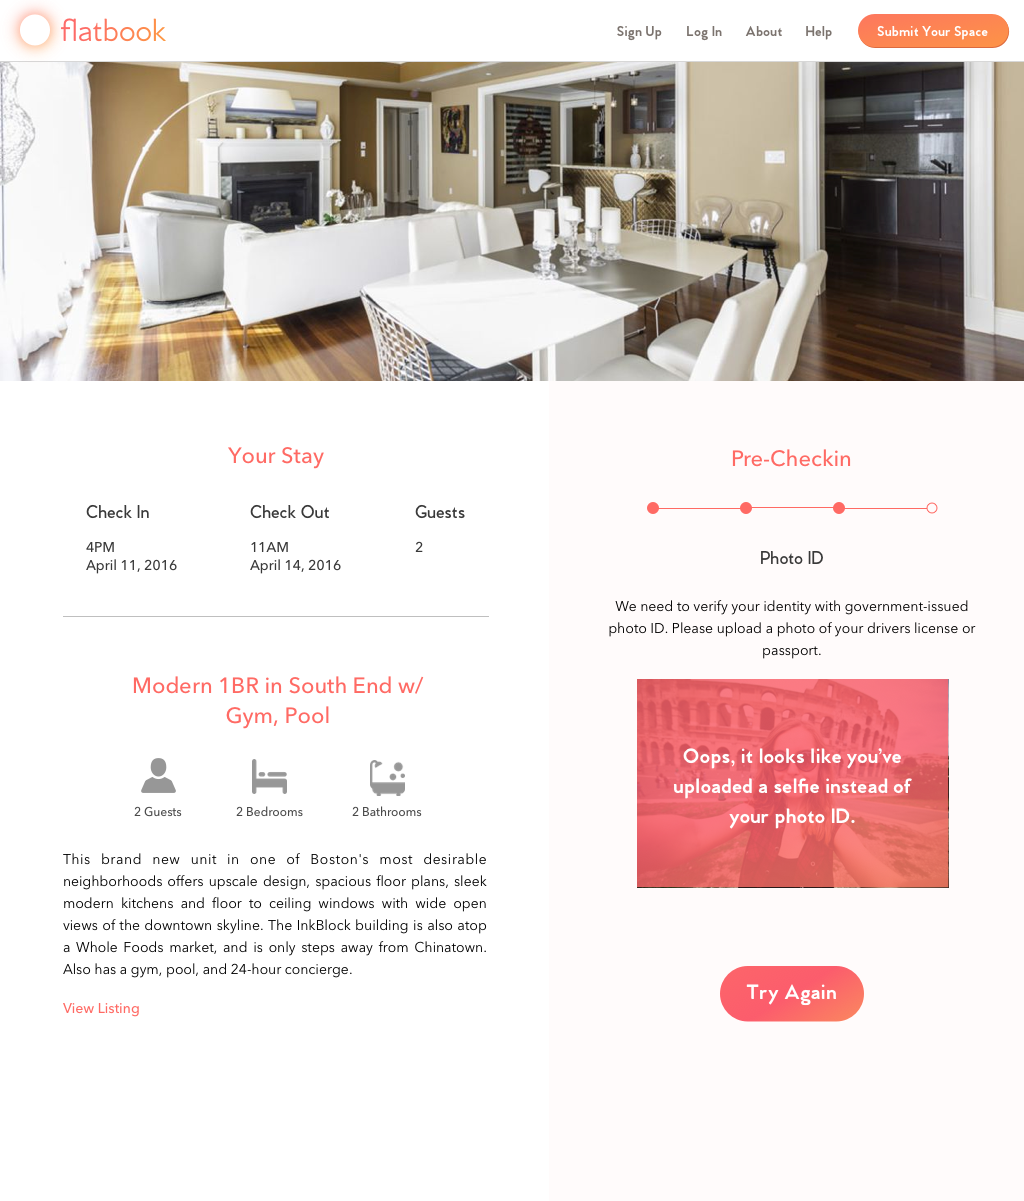 flatbook
Sign Up
Log In
About
Help
Submit Your Space
Your Stay
Check In
Check Out
Guests
4PM
April 11, 2016
11AM
April 14, 2016
2
Modern 1BR in South End w/
Gym, Pool
2 Guests
2 Bedrooms
2 Bathrooms
This brand new unit in one of Boston's most desirable
neighborhoods offers upscale design, spacious floor plans, sleek
modern kitchens and floor to ceiling windows with wide open
views of the downtown skyline. The InkBlock building is also atop
a Whole Foods market, and is only steps away from Chinatown.
Also has a gym, pool, and 24-hour concierge.
View Listing
Pre-Checkin
Photo ID
We need to verify your identity with government-issued
photo ID. Please upload a photo of your drivers license or
passport.
Oops, it looks like you’ve
uploaded a selfie instead of
your photo ID.
Try Again